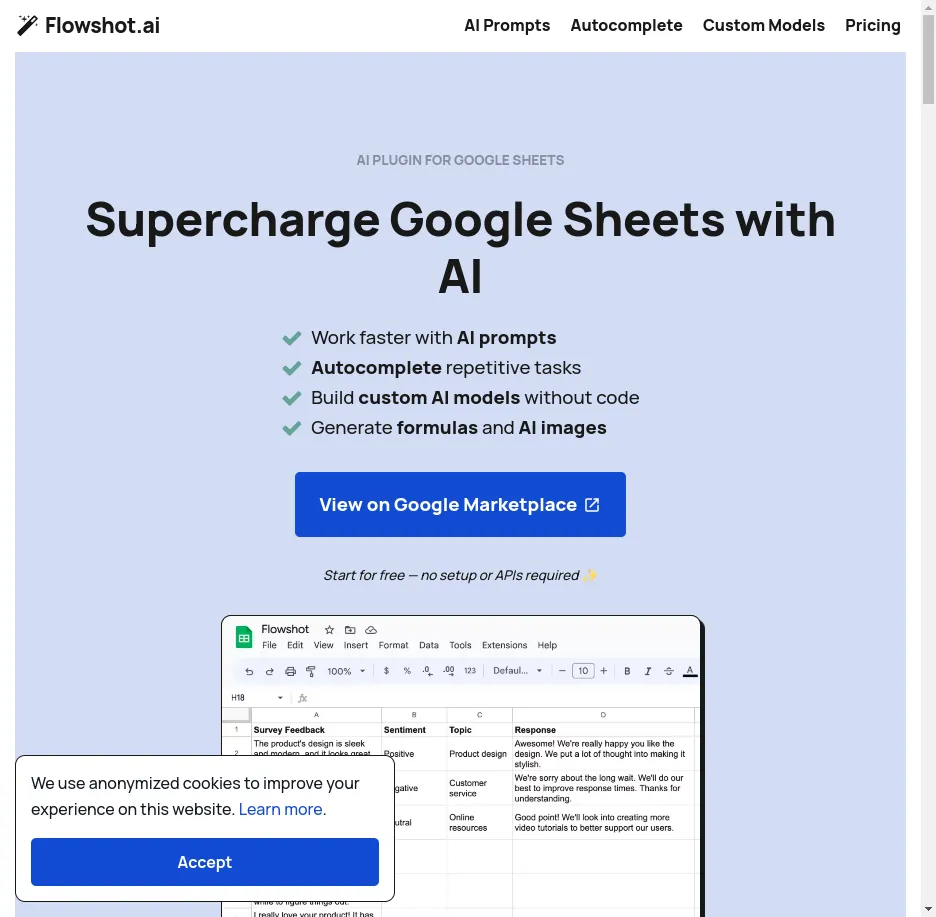 Flowshot.ai
AI Prompts Autocomplete Custom Models Pricing
AI PLUGIN FOR GOOGLE SHEETS
Supercharge Google Sheets with
AI
Work faster with AI prompts
Autocomplete repetitive tasks
Build custom AI models without code
Generate formulas and AI images
View on Google Marketplace
Start for free — no setup or APIs required ✨
Flowshot
File Edit View Insert Format Data Tools Extensions Help
100% $ % .0 .00 123 Defaul... − 10 + B I S A
H18 fx
A B C D
1 Survey Feedback Sentiment Topic Response
2 The product's design is sleek
and modern, and it looks great
Positive
Product design
Awesome! We're really happy you like the
design. We put a lot of thought into making it
stylish.
gative
Customer
service
We're sorry about the long wait. We'll do our
best to improve response times. Thanks for
understanding.
utral
Online
resources
Good point! We'll look into creating more
video tutorials to better support our users.
while to figure things out.
I really love your product! It has
We use anonymized cookies to improve your
experience on this website. Learn more.
Accept